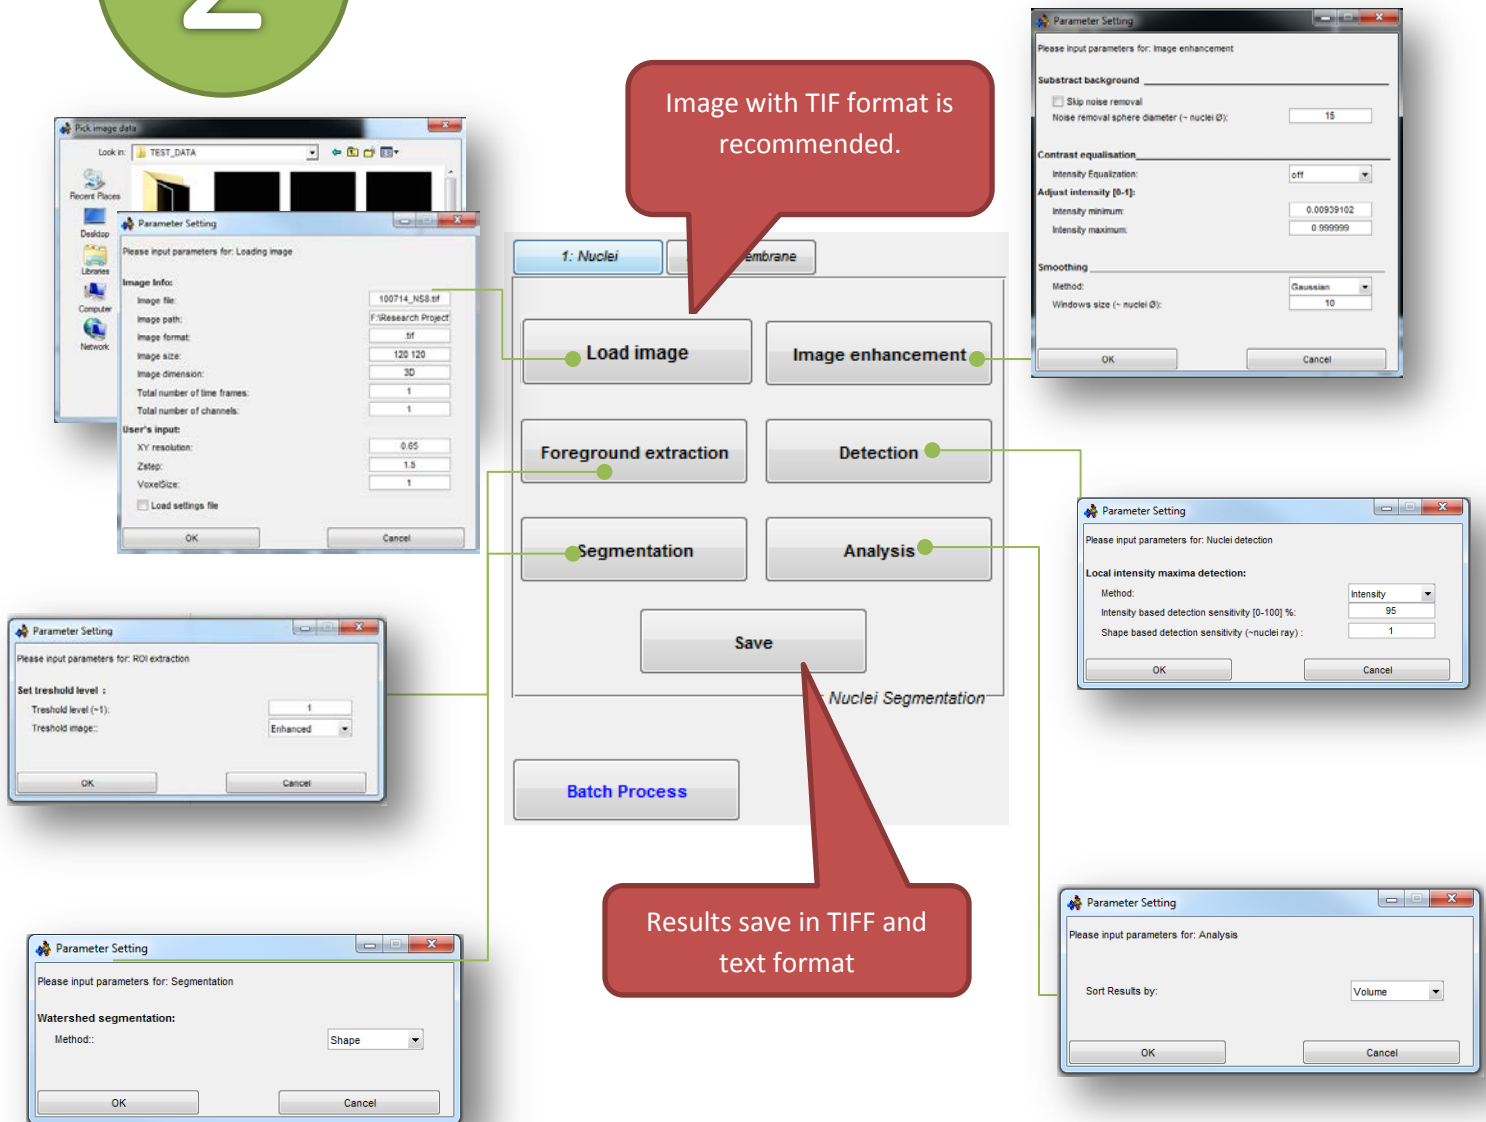 2
Pick image data
Look in: TEST_DATA
Recent Places
Desktop
Libraries
Computer
Network
Parameter Setting
Please input parameters for: Loading image
Image Info:
Image file: 100714_NS8.tif
Image path: F:\Research Project
Image format: .tif
Image size: 120 120
Image dimension: 3D
Total number of time frames: 1
Total number of channels: 1
User's input:
XY resolution: 0.65
Zstep: 1.5
VoxelSize: 1
Load settings file
OK Cancel
Image with TIF format is
recommended.
Parameter Setting
Please input parameters for: Image enhancement
Substract background
Skip noise removal
Noise removal sphere diameter (~ nuclei Ø): 15
Contrast equalisation
Intensity Equalization: off
Adjust intensity [0-1]:
Intensity minimum: 0.00939102
Intensity maximum: 0.999999
Smoothing
Method: Gaussian
Windows size (~ nuclei Ø): 10
OK Cancel
1: Nuclei
Load image Image enhancement
Foreground extraction Detection
Segmentation Analysis
Save
Nuclei Segmentation
Batch Process
Parameter Setting
Please input parameters for: ROI extraction
Set treshold level :
Treshold level (~1): 1
Treshold image:: Enhanced
OK Cancel
Parameter Setting
Please input parameters for: Nuclei detection
Local intensity maxima detection:
Method: Intensity
Intensity based detection sensitivity [0-100] %: 95
Shape based detection sensitivity (~nuclei ray) : 1
OK Cancel
Results save in TIFF and
text format
Parameter Setting
Please input parameters for: Segmentation
Watershed segmentation:
Method:: Shape
OK Cancel
Parameter Setting
Please input parameters for: Analysis
Sort Results by: Volume
OK Cancel